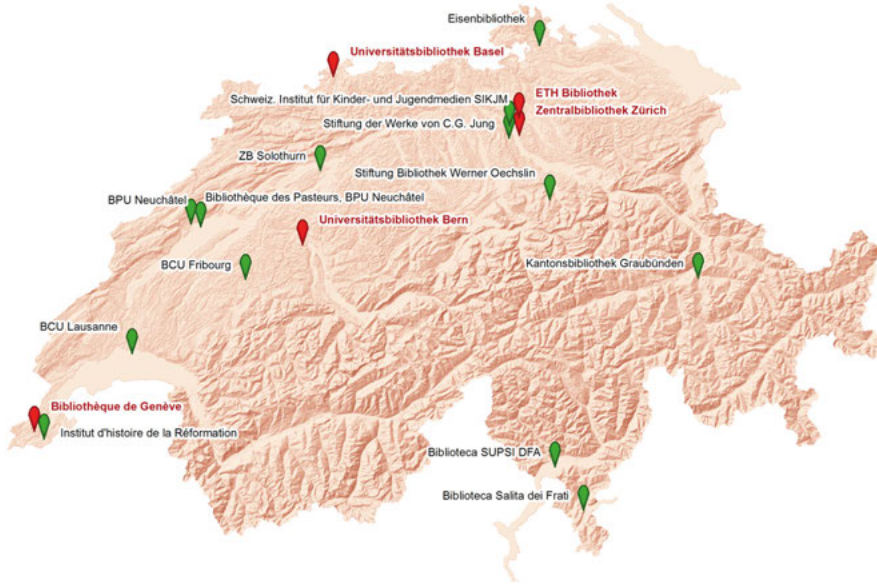 Eisenbibliothek
Universitätsbibliothek Basel
ETH Bibliothek
Schweiz. Institut für Kinder- und Jugendmedien SIKJM
Zentralbibliothek Zürich
Stiftung der Werke von C.G. Jung
ZB Solothurn
Stiftung Bibliothek Werner Oechslin
BPU Neuchâtel
Bibliothèque des Pasteurs, BPU Neuchâtel
Universitätsbibliothek Bern
BCU Fribourg
Kantonsbibliothek Graubünden
BCU Lausanne
Bibliothèque de Genève
Institut d'histoire de la Réformation
Biblioteca SUPSI DFA
Biblioteca Salita dei Frati